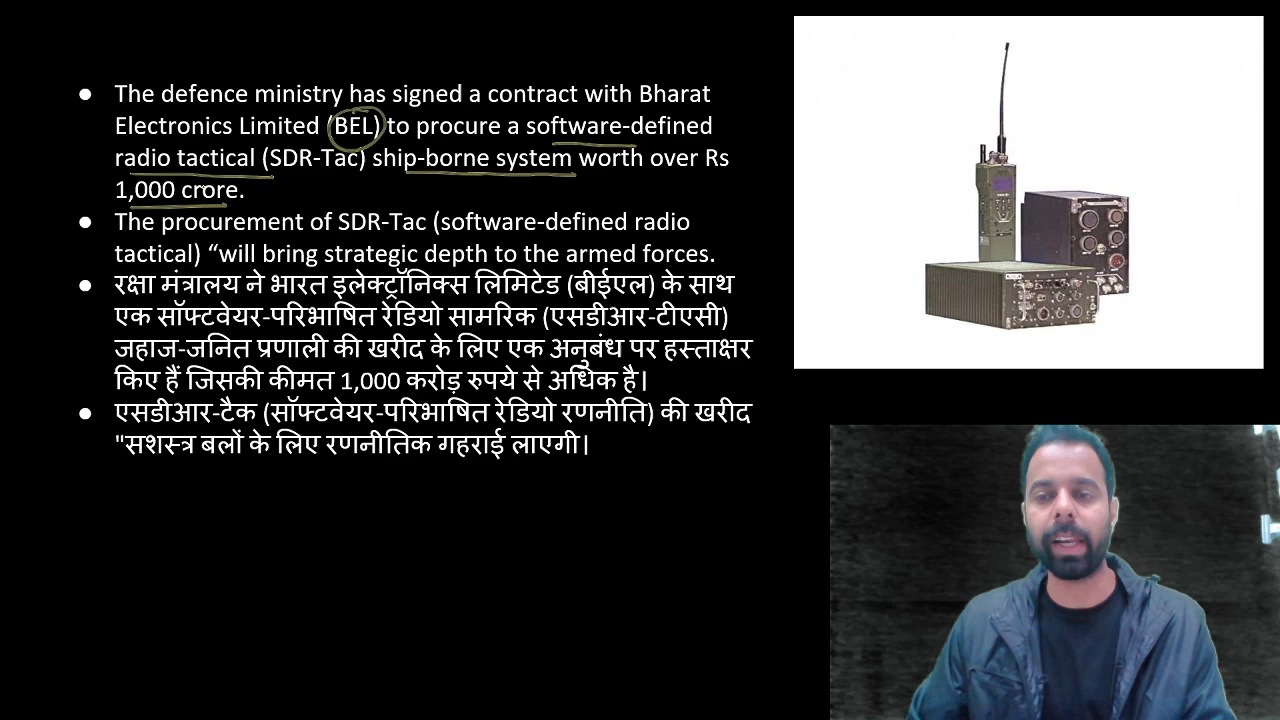 ● The defence ministry has signed a contract with Bharat
Electronics Limited (BEL) to procure a software-defined
radio tactical (SDR-Tac) ship-borne system worth over Rs
1,000 crore.
● The procurement of SDR-Tac (software-defined radio
tactical) “will bring strategic depth to the armed forces.
● रक्षा मंत्रालय ने भारत इलेक्ट्रॉनिक्स लिमिटेड (बीईएल) के साथ
एक सॉफ्टवेयर-परिभाषित रेडियो सामरिक (एसडीआर-टीएसी)
जहाज-जनित प्रणाली की खरीद के लिए एक अनुबंध पर हस्ताक्षर
किए हैं जिसकी कीमत 1,000 करोड़ रुपये से अधिक है।
● एसडीआर-टैक (सॉफ्टवेयर-परिभाषित रेडियो रणनीति) की खरीद
"सशस्त्र बलों के लिए रणनीतिक गहराई लाएगी।